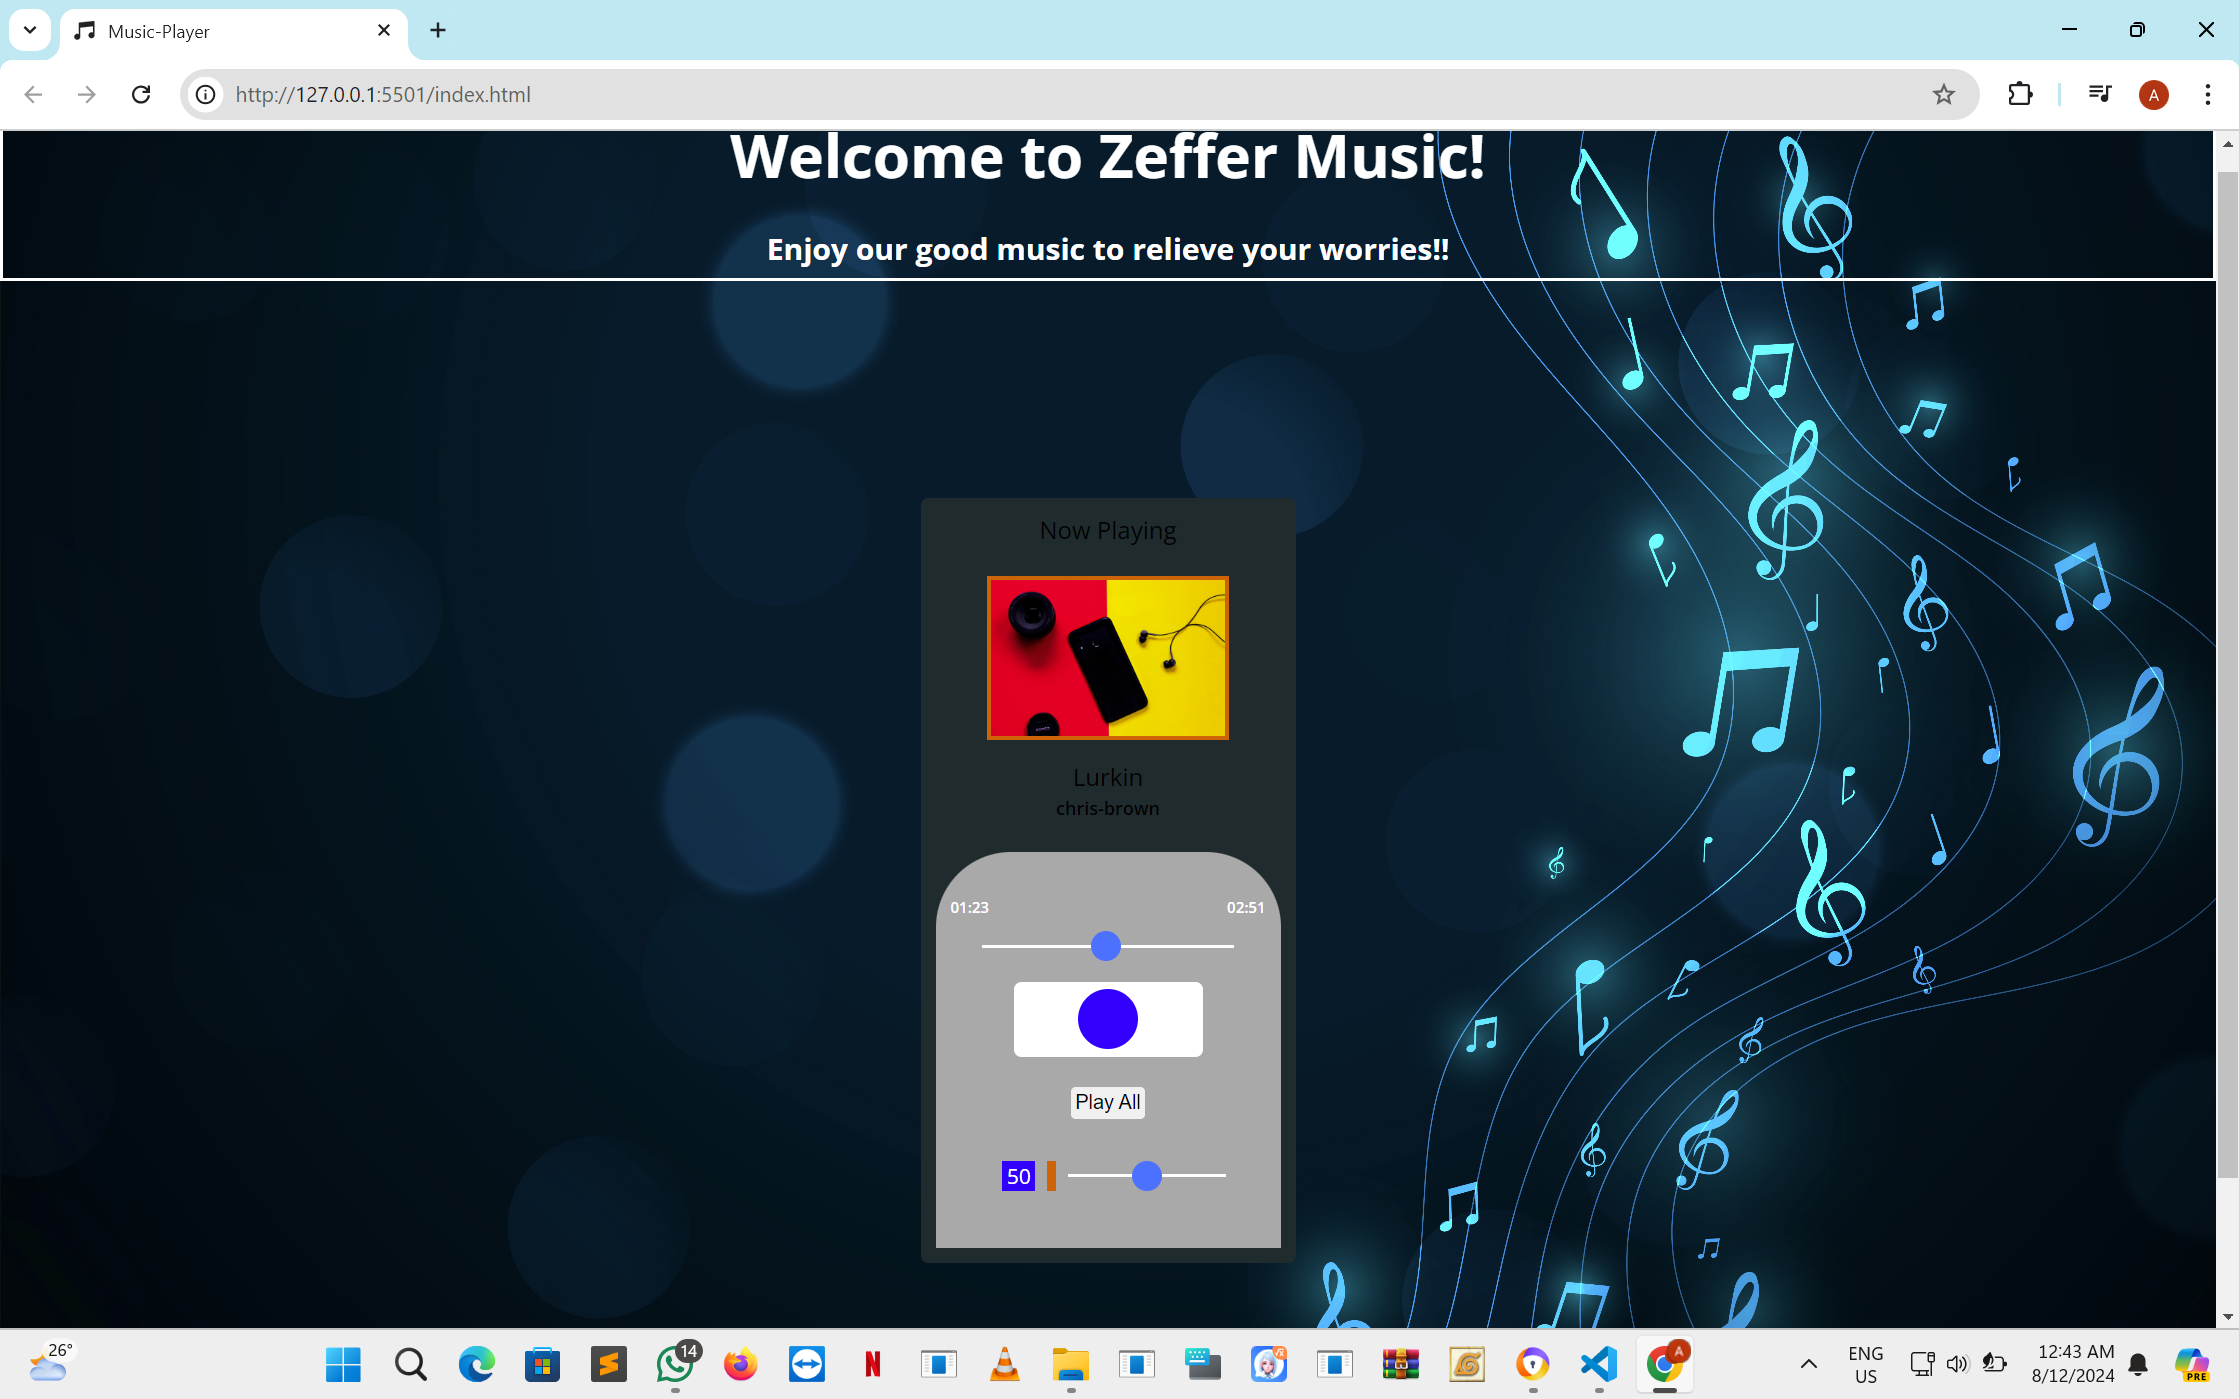 Music-Player
http://127.0.0.1:5501/index.html
A
Welcome to Zeffer Music!
Enjoy our good music to relieve your worries!!
Now Playing
Lurkin
chris-brown
01:23 02:51
Play All
50
26°
14
N
A
ENG
US
12:43 AM
8/12/2024
PRE